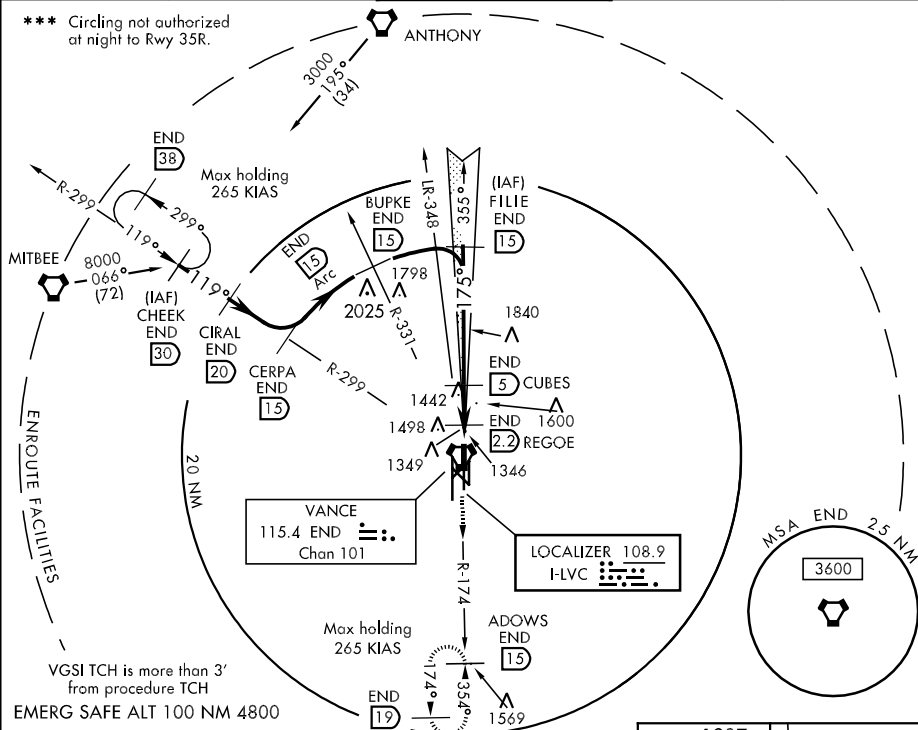 *** Circling not authorized
at night to Rwy 35R.
ANTHONY
3000
195°
(34)
END
38
Max holding
265 KIAS
R-299
299°
119°
MITBEE
8000
066°
(72)
(IAF)
CHEEK
END
30
119°
CIRAL
END
20
END
15
Arc
CERPA
END
15
R-299
BUPKE
END
15
2025
1798
R-331
LR-348
355°
175°
(IAF)
FILIE
END
15
1840
END
5 CUBES
1442
1600
1498
END
2.2 REGOE
1349
1346
ENROUTE FACILITIES
20 NM
VANCE
115.4 END
Chan 101
LOCALIZER 108.9
I-LVC
R-174
MSA END 25 NM
3600
Max holding
265 KIAS
ADOWS
END
15
174°
354°
END
19
1569
VGSI TCH is more than 3'
from procedure TCH
EMERG SAFE ALT 100 NM 4800